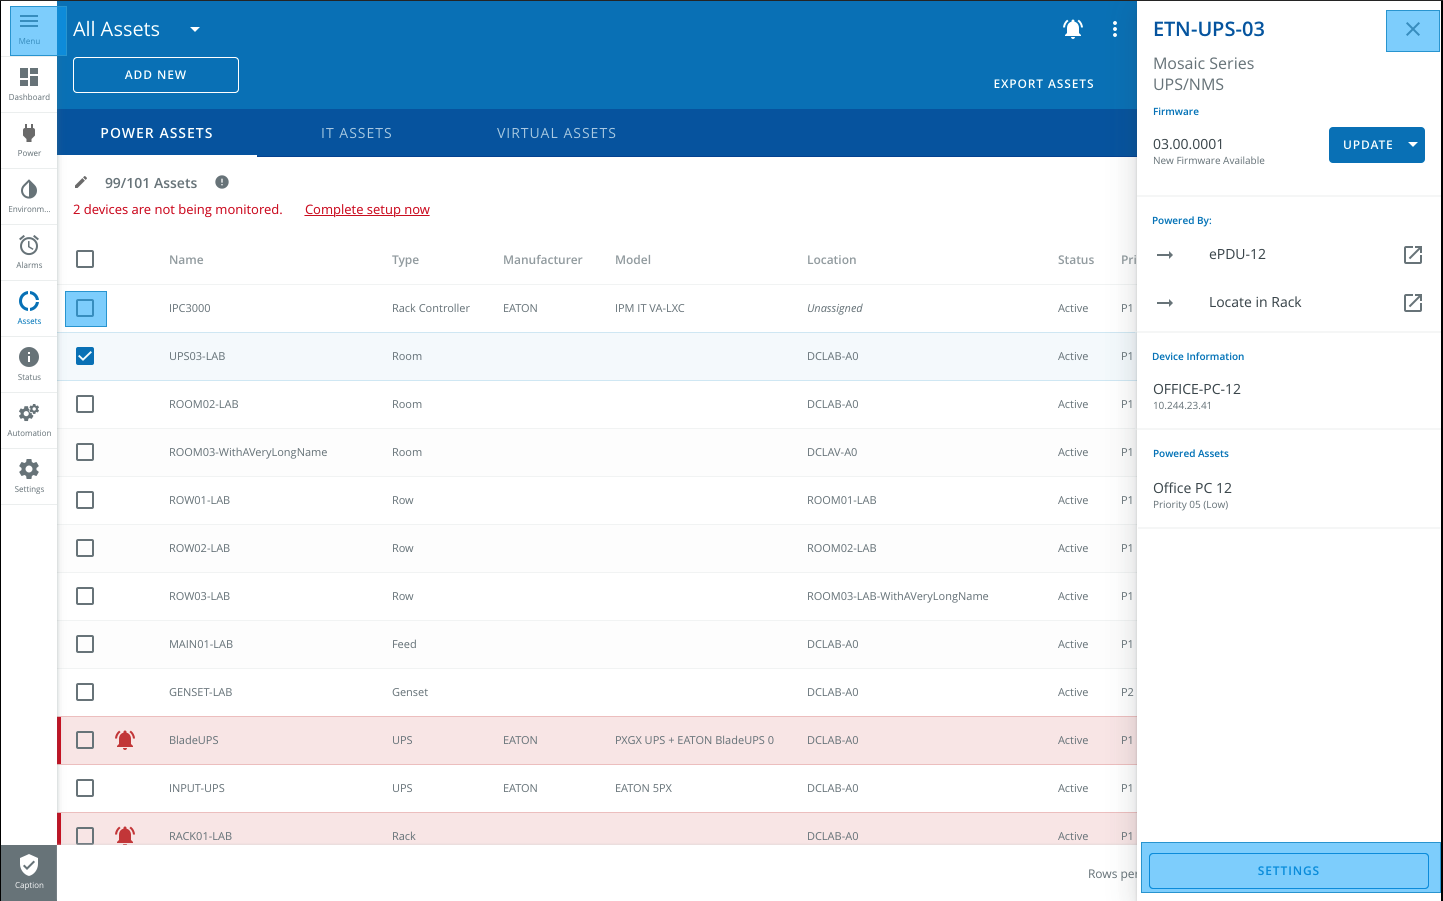 Menu
Dashboard
Power
Environm...
Alarms
Assets
Status
Automation
Settings
Caption
All Assets
ADD NEW
EXPORT ASSETS
POWER ASSETS IT ASSETS VIRTUAL ASSETS
99/101 Assets
2 devices are not being monitored. Complete setup now
Name Type Manufacturer Model Location Status Pri
IPC3000 Rack Controller EATON IPM IT VA-LXC Unassigned Active P1
UPS03-LAB Room DCLAB-A0 Active P1
ROOM02-LAB Room DCLAB-A0 Active P1
ROOM03-WithAVeryLongName Room DCLAV-A0 Active P1
ROW01-LAB Row ROOM01-LAB Active P1
ROW02-LAB Row ROOM02-LAB Active P1
ROW03-LAB Row ROOM03-LAB-WithAVeryLongName Active P1
MAIN01-LAB Feed DCLAB-A0 Active P1
GENSET-LAB Genset DCLAB-A0 Active P2
BladeUPS UPS EATON PXGX UPS + EATON BladeUPS 0 DCLAB-A0 Active P1
INPUT-UPS UPS EATON EATON 5PX DCLAB-A0 Active P1
RACK01-LAB Rack DCLAB-A0 Active P1
Rows per
ETN-UPS-03
Mosaic Series
UPS/NMS
Firmware
03.00.0001
New Firmware Available
UPDATE
Powered By:
ePDU-12
Locate in Rack
Device Information
OFFICE-PC-12
10.244.23.41
Powered Assets
Office PC 12
Priority 05 (Low)
SETTINGS